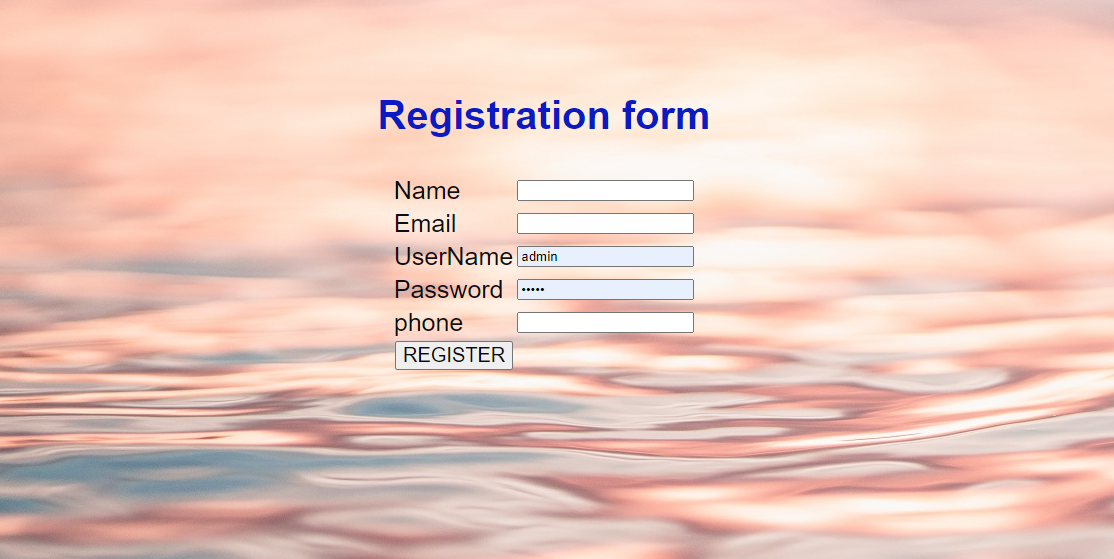 Registration form
Name
Email
UserName admin
Password •••••
phone
REGISTER